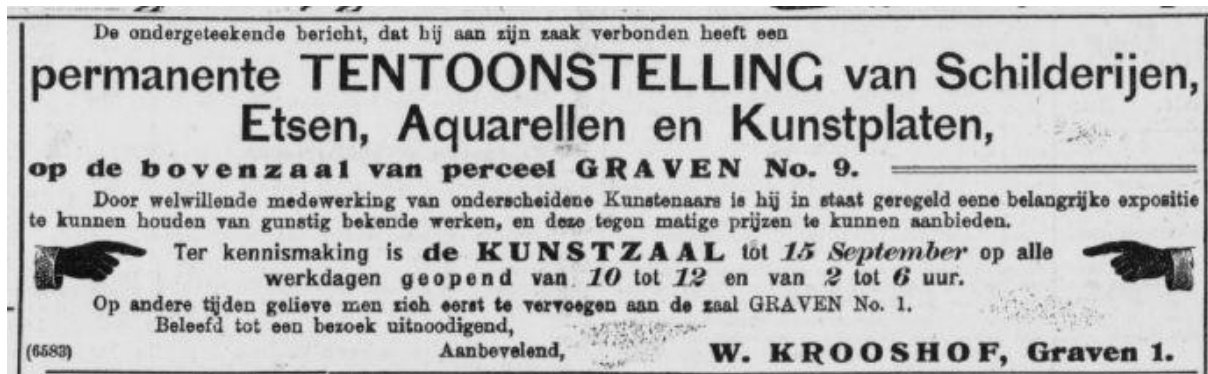 De ondergeteekende bericht, dat hij aan zijn zaak verbonden heeft een
permanente TENTOONSTELLING van Schilderijen,
Etsen, Aquarellen en Kunstplaten,
op de bovenzaal van perceel GRAVEN No. 9.
Door welwillende medewerking van onderscheidene Kunstenaars is hij in staat geregeld eene belangrijke expositie
te kunnen houden van gunstig bekende werken, en deze tegen matige prijzen te kunnen aanbieden.
Ter kennismaking is de KUNSTZAAL tot 15 September op alle
werkdagen geopend van 10 tot 12 en van 2 tot 6 uur.
Op andere tijden gelieve men zich eerst te vervoegen aan de zaal GRAVEN No. 1.
Beleefd tot een bezoek uitnoodigend,
(6583) Aanbevelend, W. KROOSHOF, Graven 1.